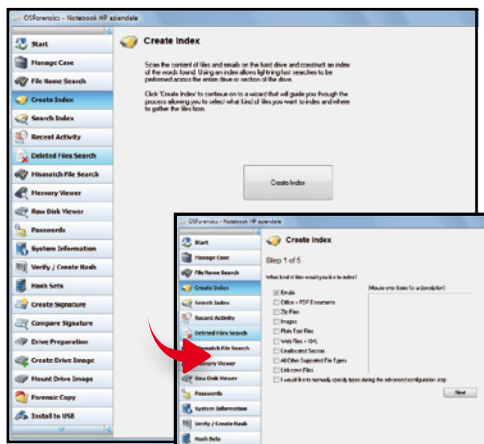 OSForensics - Notebook HP aziendale
Start
Manage Case
File Name Search
Create Index
Search Index
Recent Activity
Deleted Files Search
Mismatch File Search
Memory Viewer
Raw Disk Viewer
Passwords
System Information
Verify / Create Hash
Hash Sets
Create Signature
Compare Signature
Drive Preparation
Create Drive Image
Mount Drive Image
Forensic Copy
Install to USB
Create Index
Scan the content of files and emails on the hard drive and construct an index
of the words found. Using an index allows lightning fast searches to be
performed across the entire drive or section of the drive.
Click 'Create Index' to continue on to a wizard that will guide you through the
process allowing you to select what kind of files you want to index and where
to gather the files from.
Create Index
OSForensics - Notebook HP aziendale
Start
Manage Case
File Name Search
Create Index
Search Index
Recent Activity
Deleted Files Search
Mismatch File Search
Memory Viewer
Raw Disk Viewer
Passwords
System Information
Verify / Create Hash
Hash Sets
Create Index
Step 1 of 5
What kind of files would you like to index?
(Mouse over items for a description)
Emails
Office + PDF Documents
Zip Files
Images
Plain Text Files
Web Files + XML
Unallocated Sectors
All Other Supported File Types
Unknown Files
I would like to manually specify types during the advanced configuration step
Next